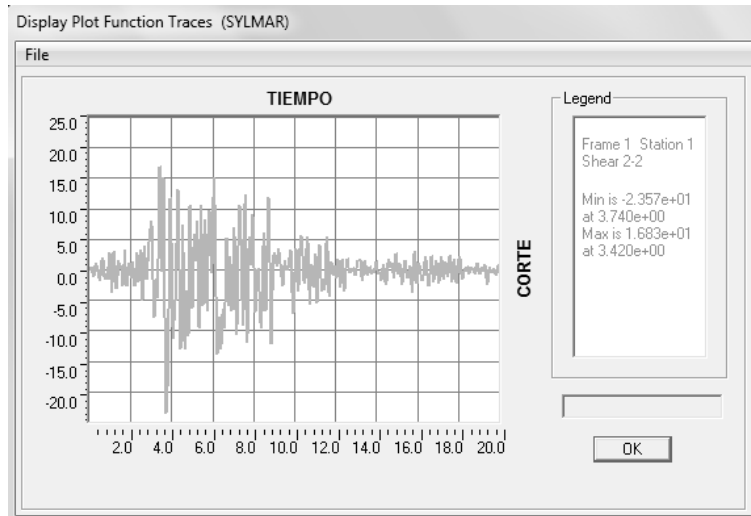 Display Plot Function Traces (SYLMAR)
File
TIEMPO
25.0
20.0
15.0
10.0
5.0
0.0
-5.0
-10.0
-15.0
-20.0
2.0 4.0 6.0 8.0 10.0 12.0 14.0 16.0 18.0 20.0
CORTE
Legend
Frame 1 Station 1
Shear 2-2
Min is -2.357e+01
at 3.740e+00
Max is 1.683e+01
at 3.420e+00
OK